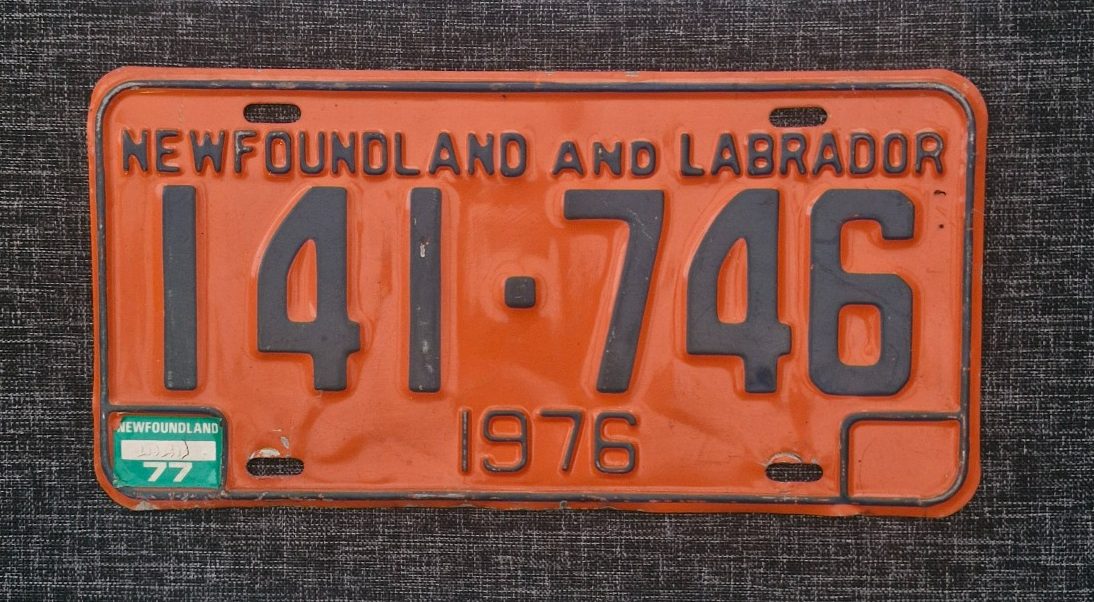 NEWFOUNDLAND AND LABRADOR
141·746
1976
NEWFOUNDLAND
77